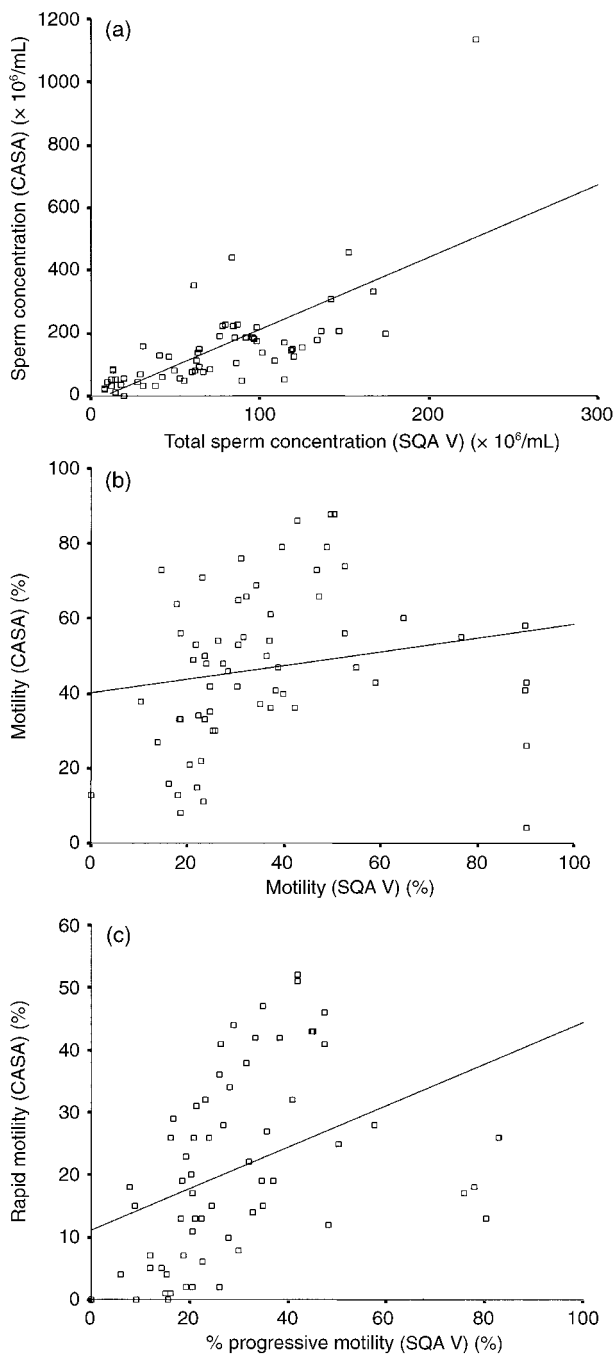 (a)
Sperm concentration (CASA) (× 10⁶/mL)
1200
1000
800
600
400
200
0
0 100 200 300
Total sperm concentration (SQA V) (× 10⁶/mL)
(b)
Motility (CASA) (%)
100
80
60
40
20
0
0 20 40 60 80 100
Motility (SQA V) (%)
(c)
Rapid motility (CASA) (%)
60
50
40
30
20
10
0
0 20 40 60 80 100
% progressive motility (SQA V) (%)